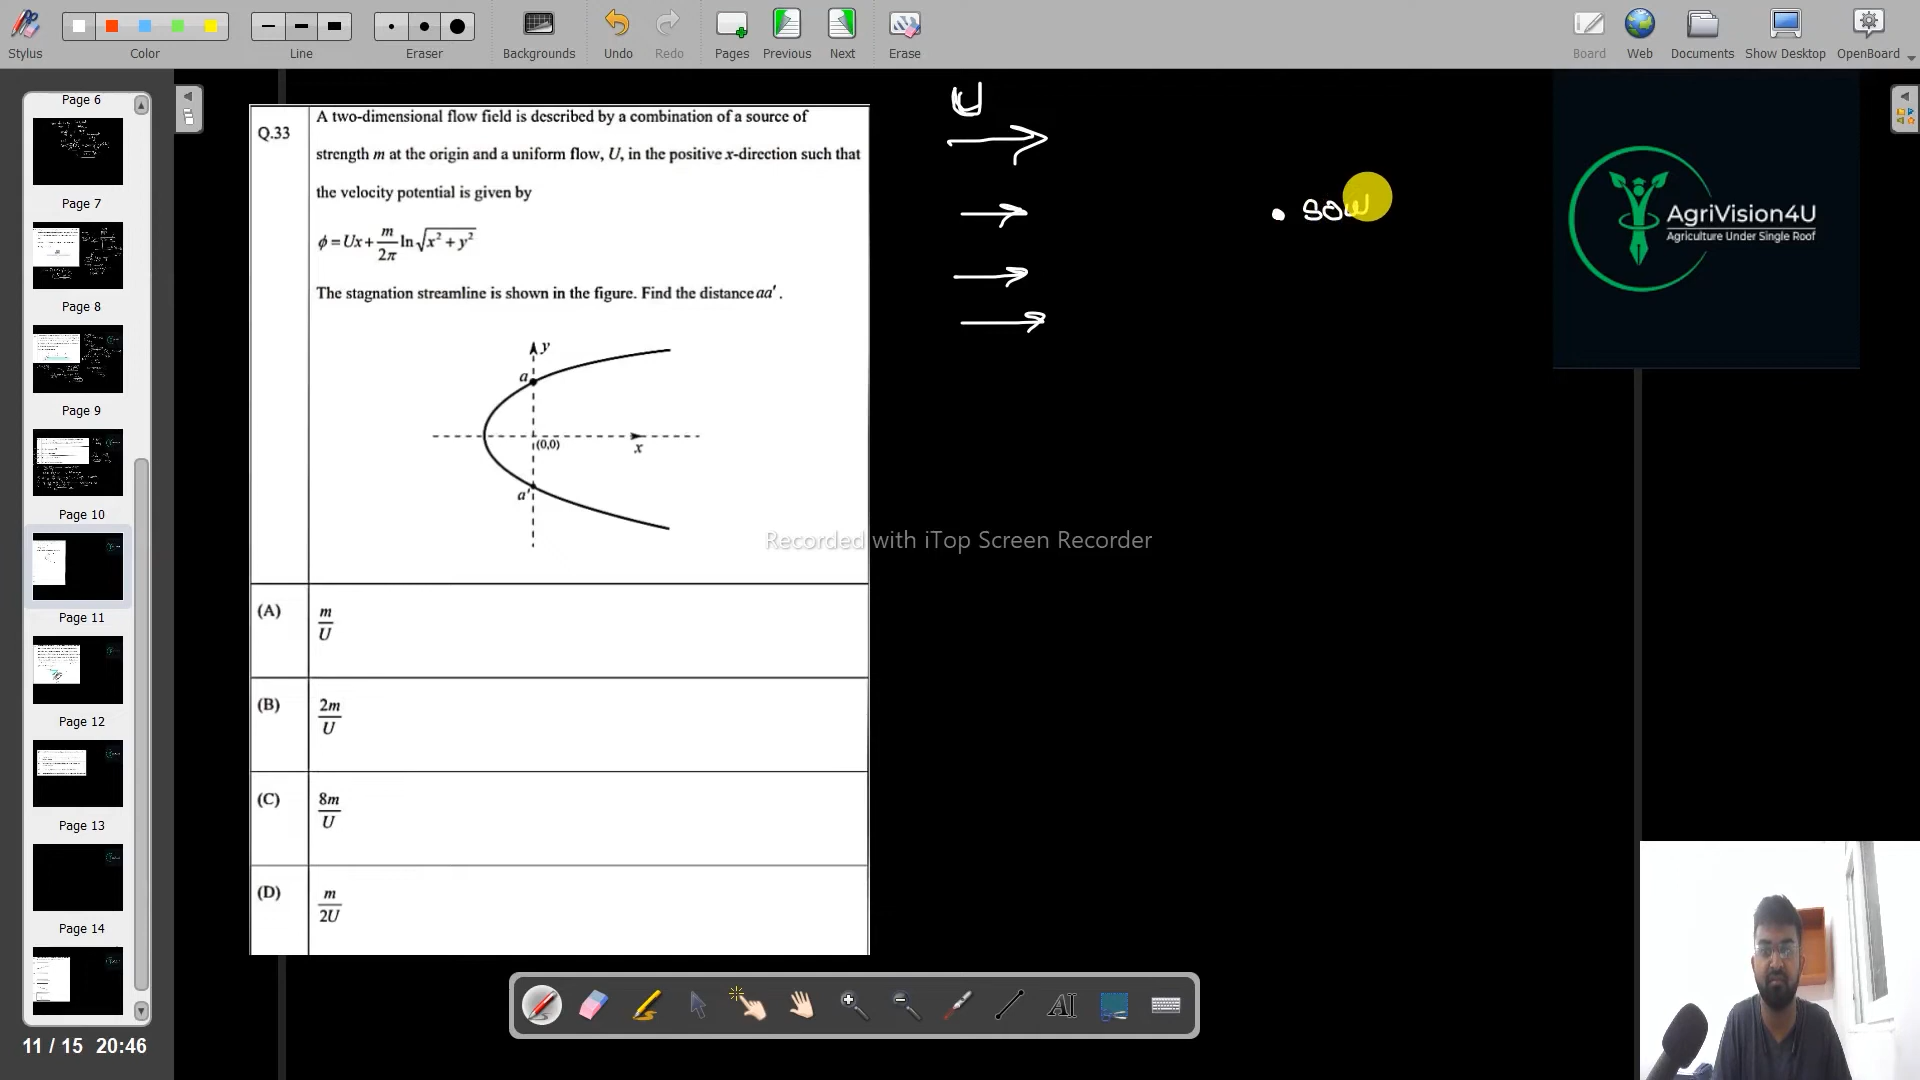 Stylus
Color
Line
Eraser
Backgrounds
Undo
Redo
Pages
Previous
Next
Erase
Board
Web
Documents
Show Desktop
OpenBoard
Page 6
Page 7
Page 8
Page 9
Page 10
Page 11
Page 12
Page 13
Page 14
11 / 15 20:46
Q.33
A two-dimensional flow field is described by a combination of a source of
strength m at the origin and a uniform flow, U, in the positive x-direction such that
the velocity potential is given by
ϕ = Ux + m/2π ln √(x² + y²)
The stagnation streamline is shown in the figure. Find the distance aa′ .
y
a
(0,0)
x
a′
(A) m/U
(B) 2m/U
(C) 8m/U
(D) m/2U
U
sou
AgriVision4U
Agriculture Under Single Roof
Recorded with iTop Screen Recorder
AI